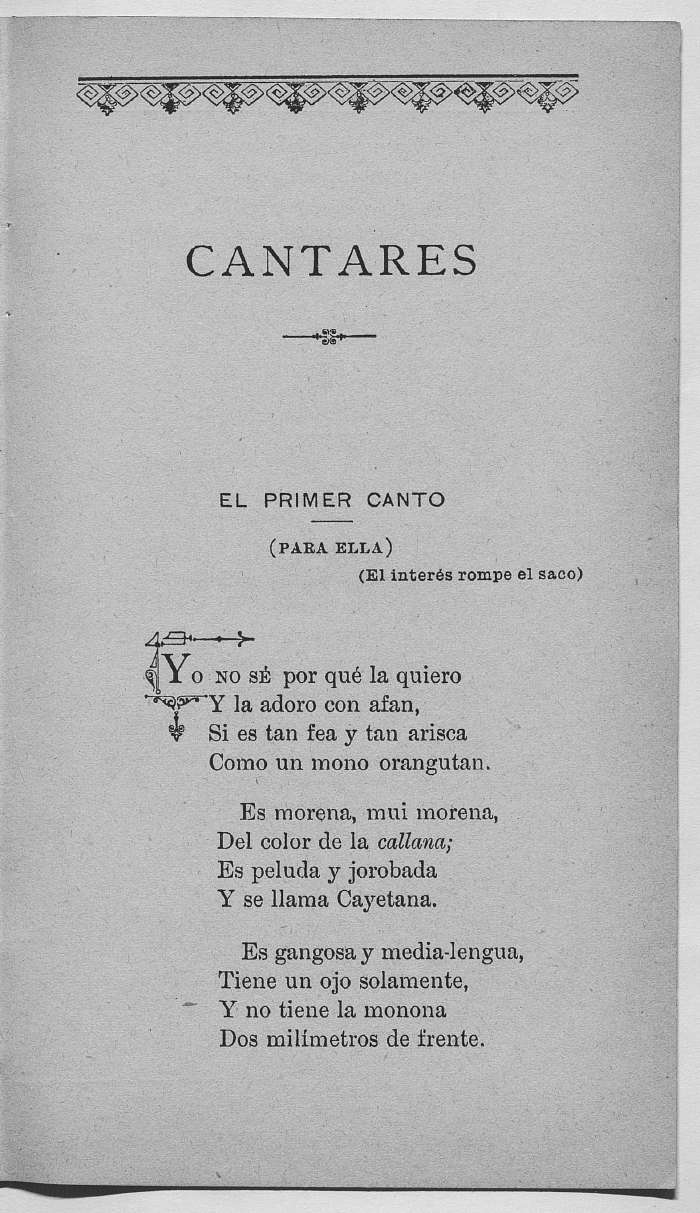 CANTARES
EL PRIMER CANTO
(PARA ELLA)
(El interés rompe el saco)
YO NO SÉ por qué la quiero
Y la adoro con afan,
Si es tan fea y tan arisca
Como un mono orangutan.
Es morena, mui morena,
Del color de la callana;
Es peluda y jorobada
Y se llama Cayetana.
Es gangosa y media-lengua,
Tiene un ojo solamente,
Y no tiene la monona
Dos milímetros de frente.